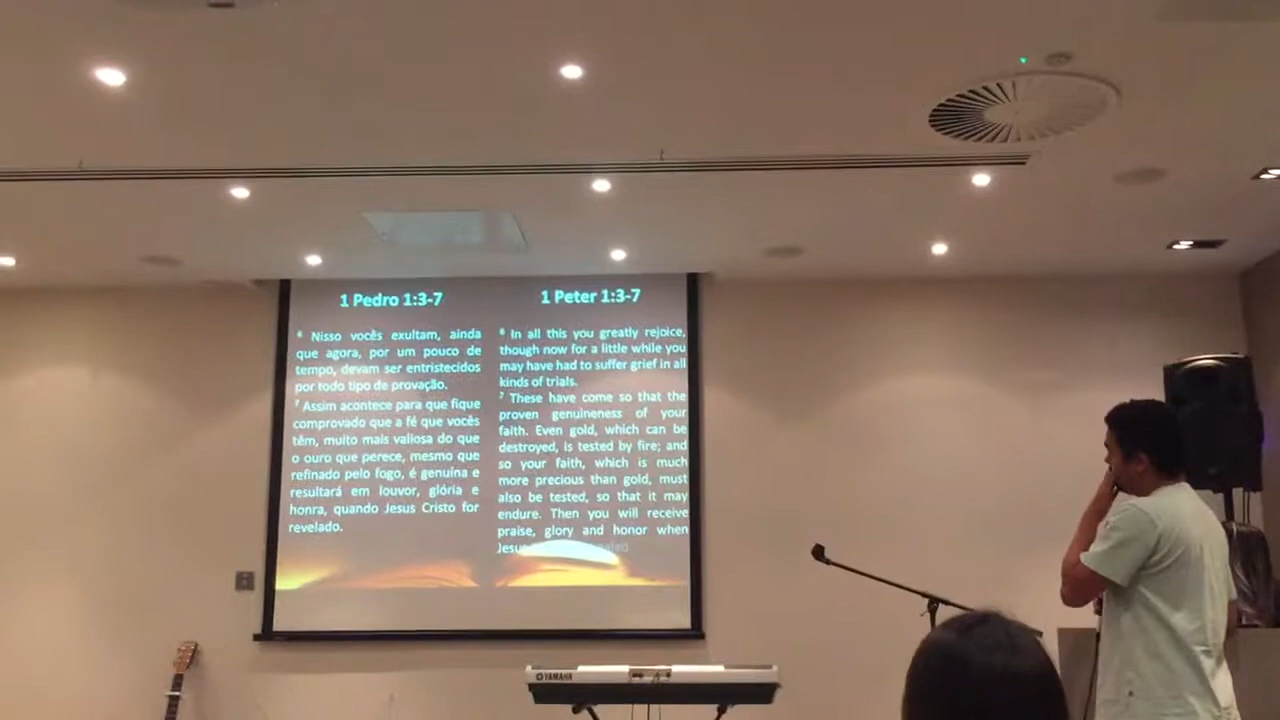 1 Pedro 1:3-7
⁶ Nisso vocês exultam, ainda
que agora, por um pouco de
tempo, devam ser entristecidos
por todo tipo de provação.
⁷ Assim acontece para que fique
comprovado que a fé que vocês
têm, muito mais valiosa do que
o ouro que perece, mesmo que
refinado pelo fogo, é genuína e
resultará em louvor, glória e
honra, quando Jesus Cristo for
revelado.
1 Peter 1:3-7
⁶ In all this you greatly rejoice,
though now for a little while you
may have had to suffer grief in all
kinds of trials.
⁷ These have come so that the
proven genuineness of your
faith. Even gold, which can be
destroyed, is tested by fire; and
so your faith, which is much
more precious than gold, must
also be tested, so that it may
endure. Then you will receive
praise, glory and honor when
YAMAHA